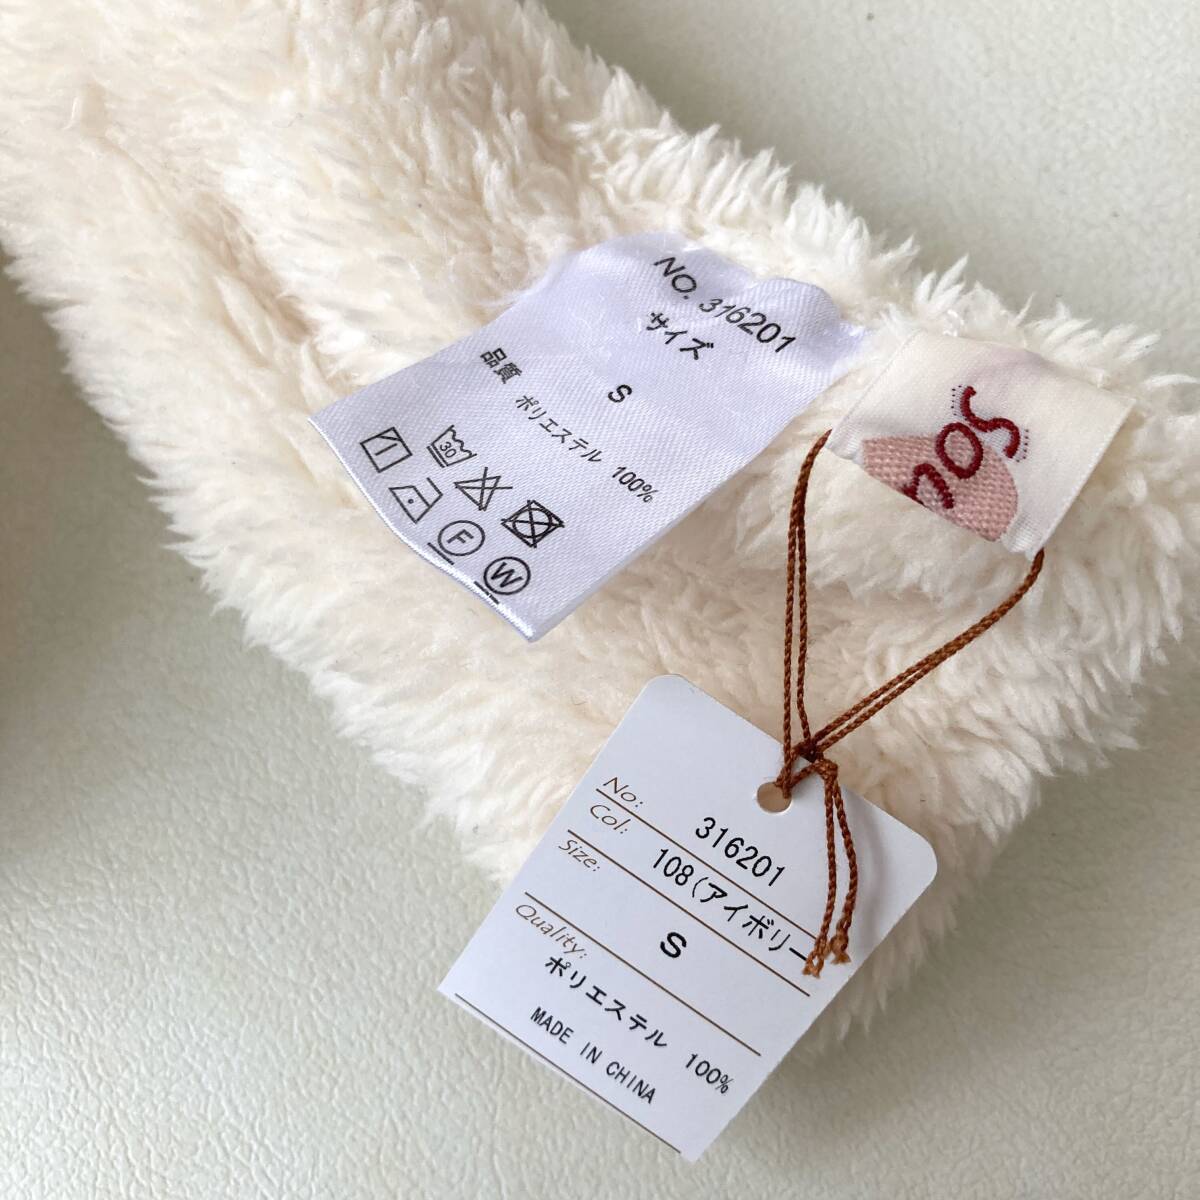 NO. 316201
サイズ
S
品質 ポリエステル 100%
30
F
W
No: 316201
Col: 108(アイボリー
Size: S
Quality:
ポリエステル 100%
MADE IN CHINA